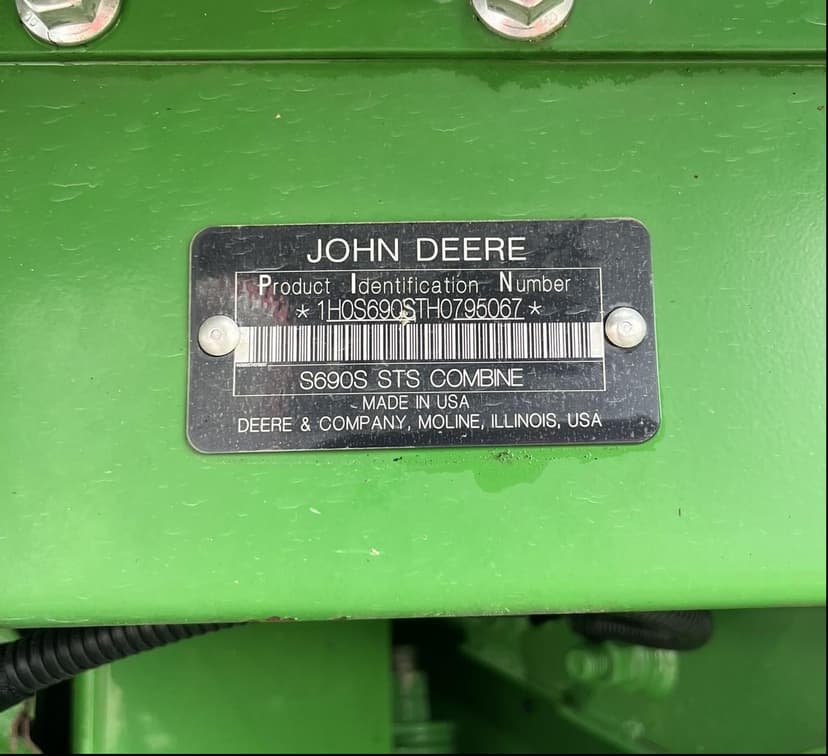 JOHN DEERE
Product Identification Number
*1H0S690STH0795067*
S690S STS COMBINE
MADE IN USA
DEERE & COMPANY, MOLINE, ILLINOIS, USA